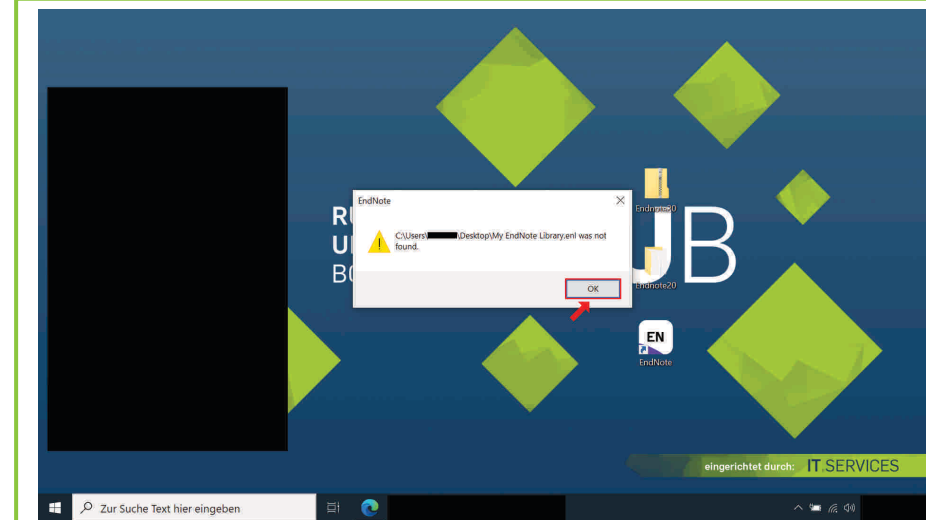 EndNote
C:\Users\ \Desktop\My EndNote Library.enl was not
found.
OK
RU
U
BO
UB
Endnote20
Endnote20
EN
EndNote
eingerichtet durch: IT.SERVICES
Zur Suche Text hier eingeben